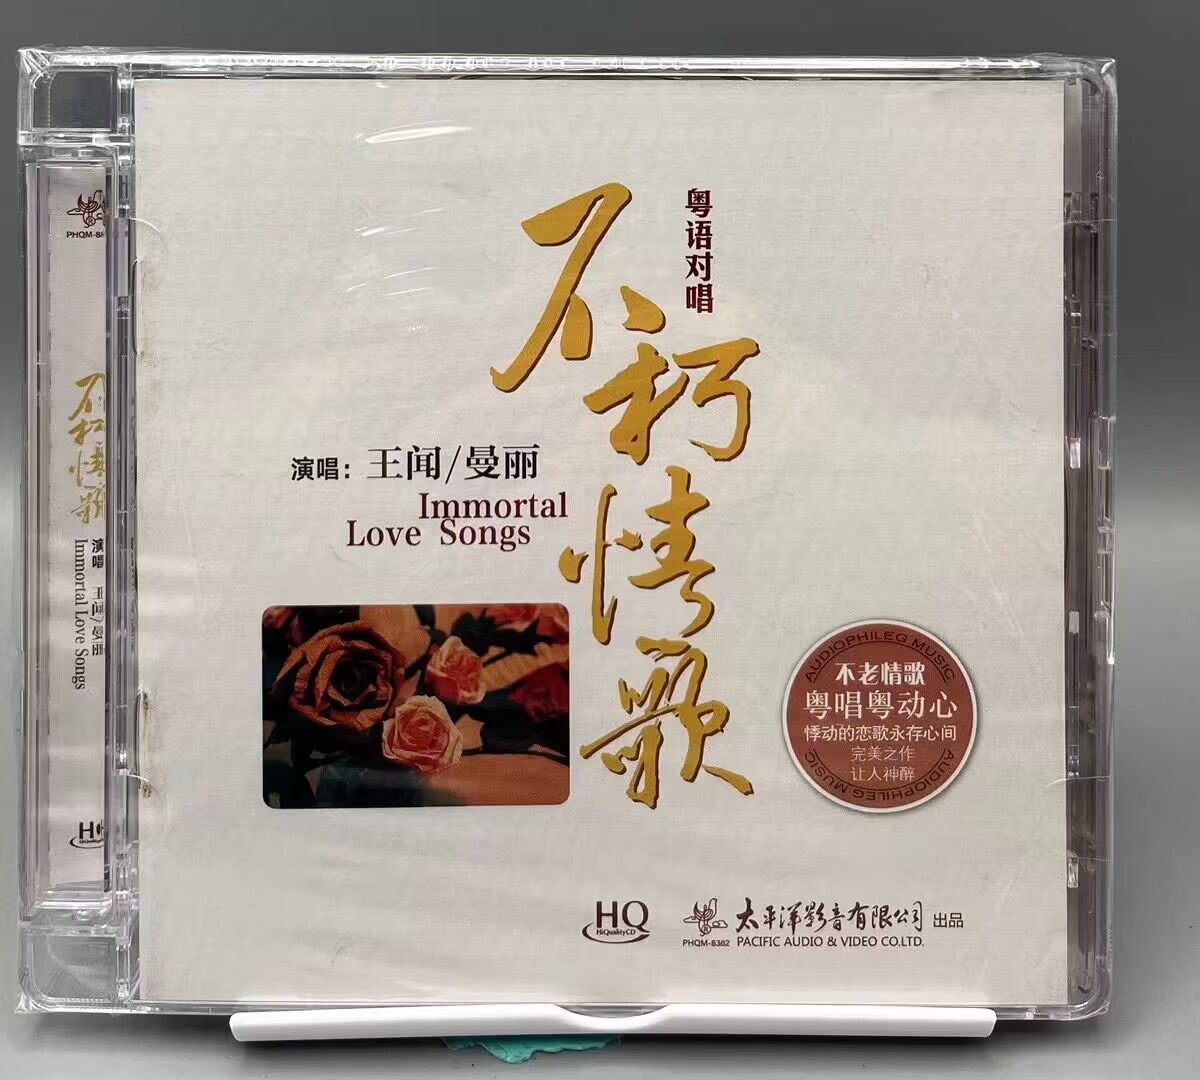 粤语对唱
不朽情歌
演唱：王闻/曼丽
Immortal
Love Songs
AUDIOPHILEG MUSIC
不老情歌
粤唱粤动心
悸动的恋歌永存心间
完美之作
让人神醉
AUDIOPHILEG MUSIC
HQ
HiQualityCD
PHQM-8362
太平洋影音有限公司 出品
PACIFIC AUDIO & VIDEO CO.LTD.
不朽情歌
演唱 王闻/曼丽
Immortal Love Songs